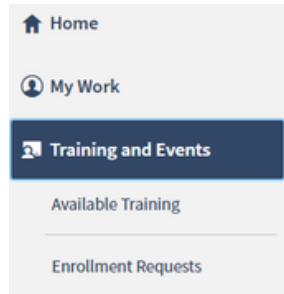 Home
My Work
Training and Events
Available Training
Enrollment Requests